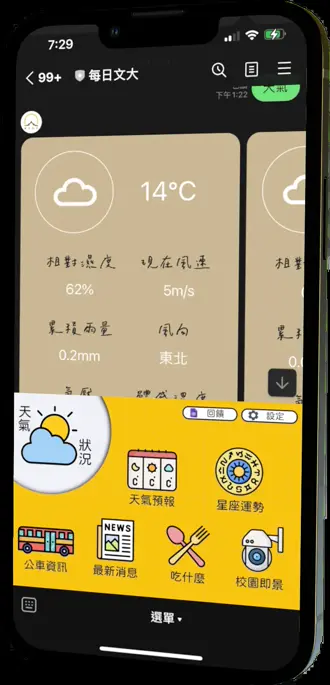 7:29
99+ 每日文大
天氣
下午1:22
14°C
相對濕度 現在風速
62% 5m/s
累積雨量 風向
0.2mm 東北
氣壓 體感溫度
相對
累積
0.
回饋 設定
天氣狀況
天氣預報 星座運勢
NEWS
公車資訊 最新消息 吃什麼 校園即景
選單▾